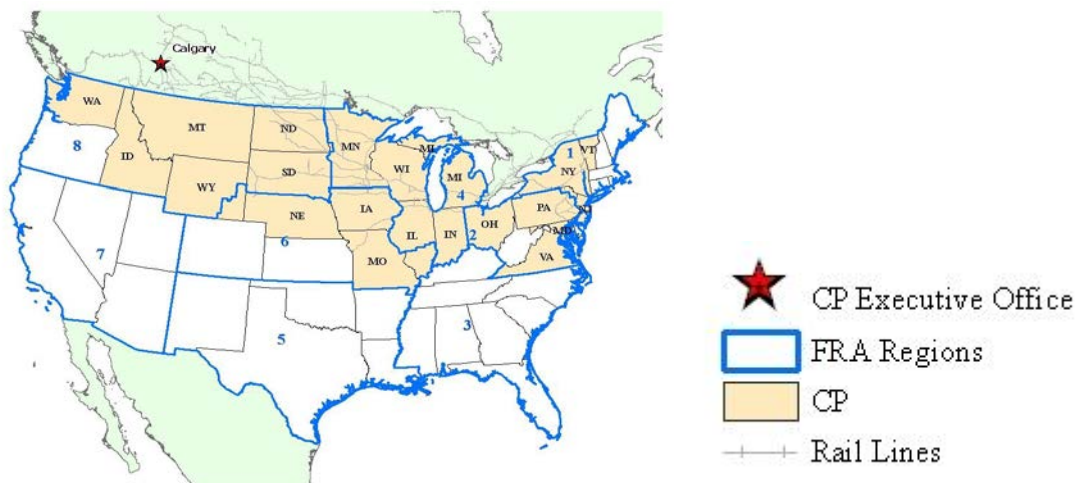 Calgary
WA
MT
ND
MN
MI
VT
1
8
ID
SD
WI
MI
NY
WY
4
IA
PA
NJ
NE
IL
IN
OH
2
MD
6
7
MO
VA
3
5
CP Executive Office
FRA Regions
CP
Rail Lines